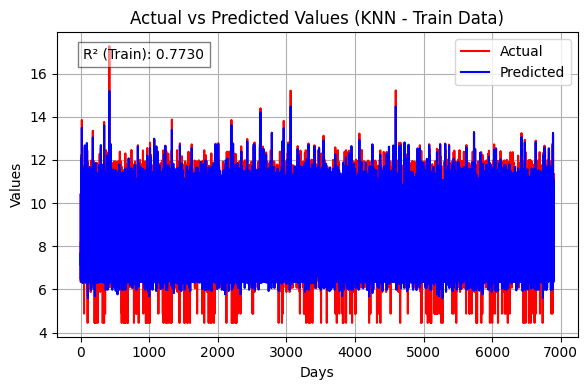 Actual vs Predicted Values (KNN - Train Data)
R² (Train): 0.7730
Actual
Predicted
Values
16
14
12
10
8
6
4
0 1000 2000 3000 4000 5000 6000 7000
Days